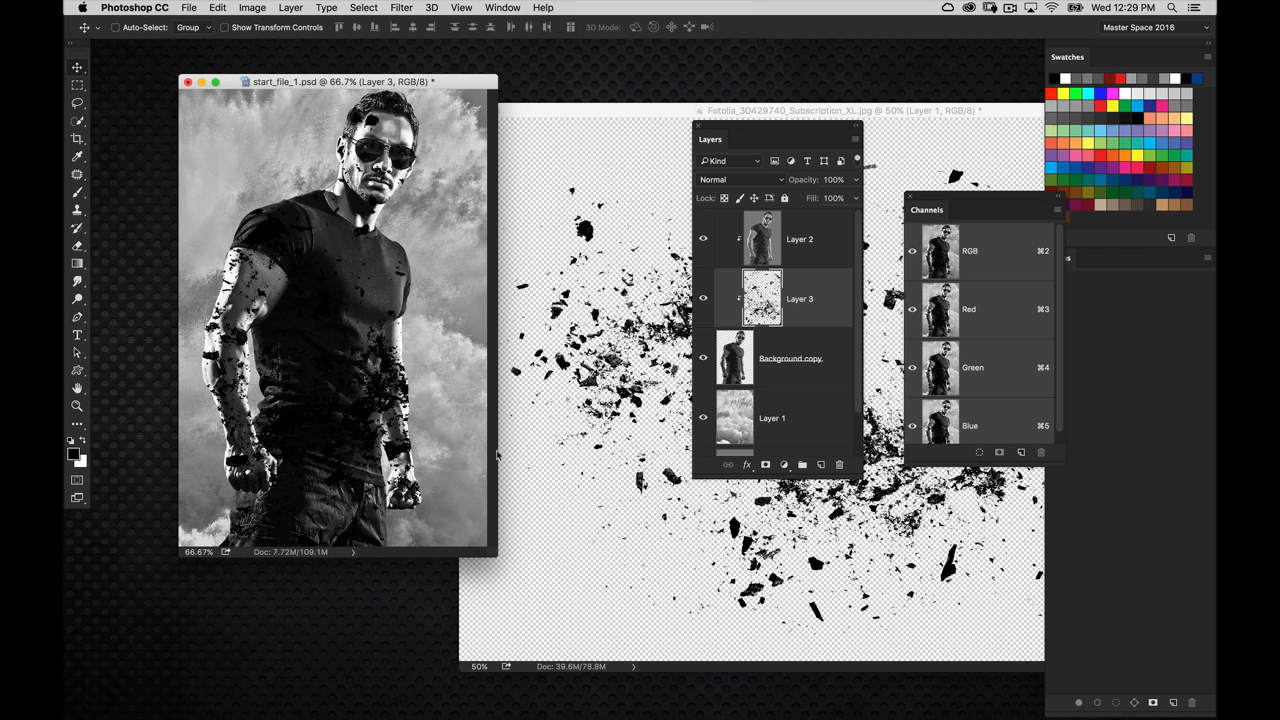 Photoshop CC File Edit Image Layer Type Select Filter 3D View Window Help Wed 12:29 PM
Auto-Select: Group Show Transform Controls 3D Mode: Master Space 2016
Swatches
start_file_1.psd @ 66.7% (Layer 3, RGB/8) *
Fotolia_30429740_Subscription_XL.jpg @ 50% (Layer 1, RGB/8) *
Layers
Kind
Normal Opacity: 100%
Lock: Fill: 100%
Layer 2
Layer 3
Background copy
Layer 1
fx
Channels
RGB ⌘2
Red ⌘3
Green ⌘4
Blue ⌘5
66.67% Doc: 7.72M/109.1M
50% Doc: 39.6M/78.8M